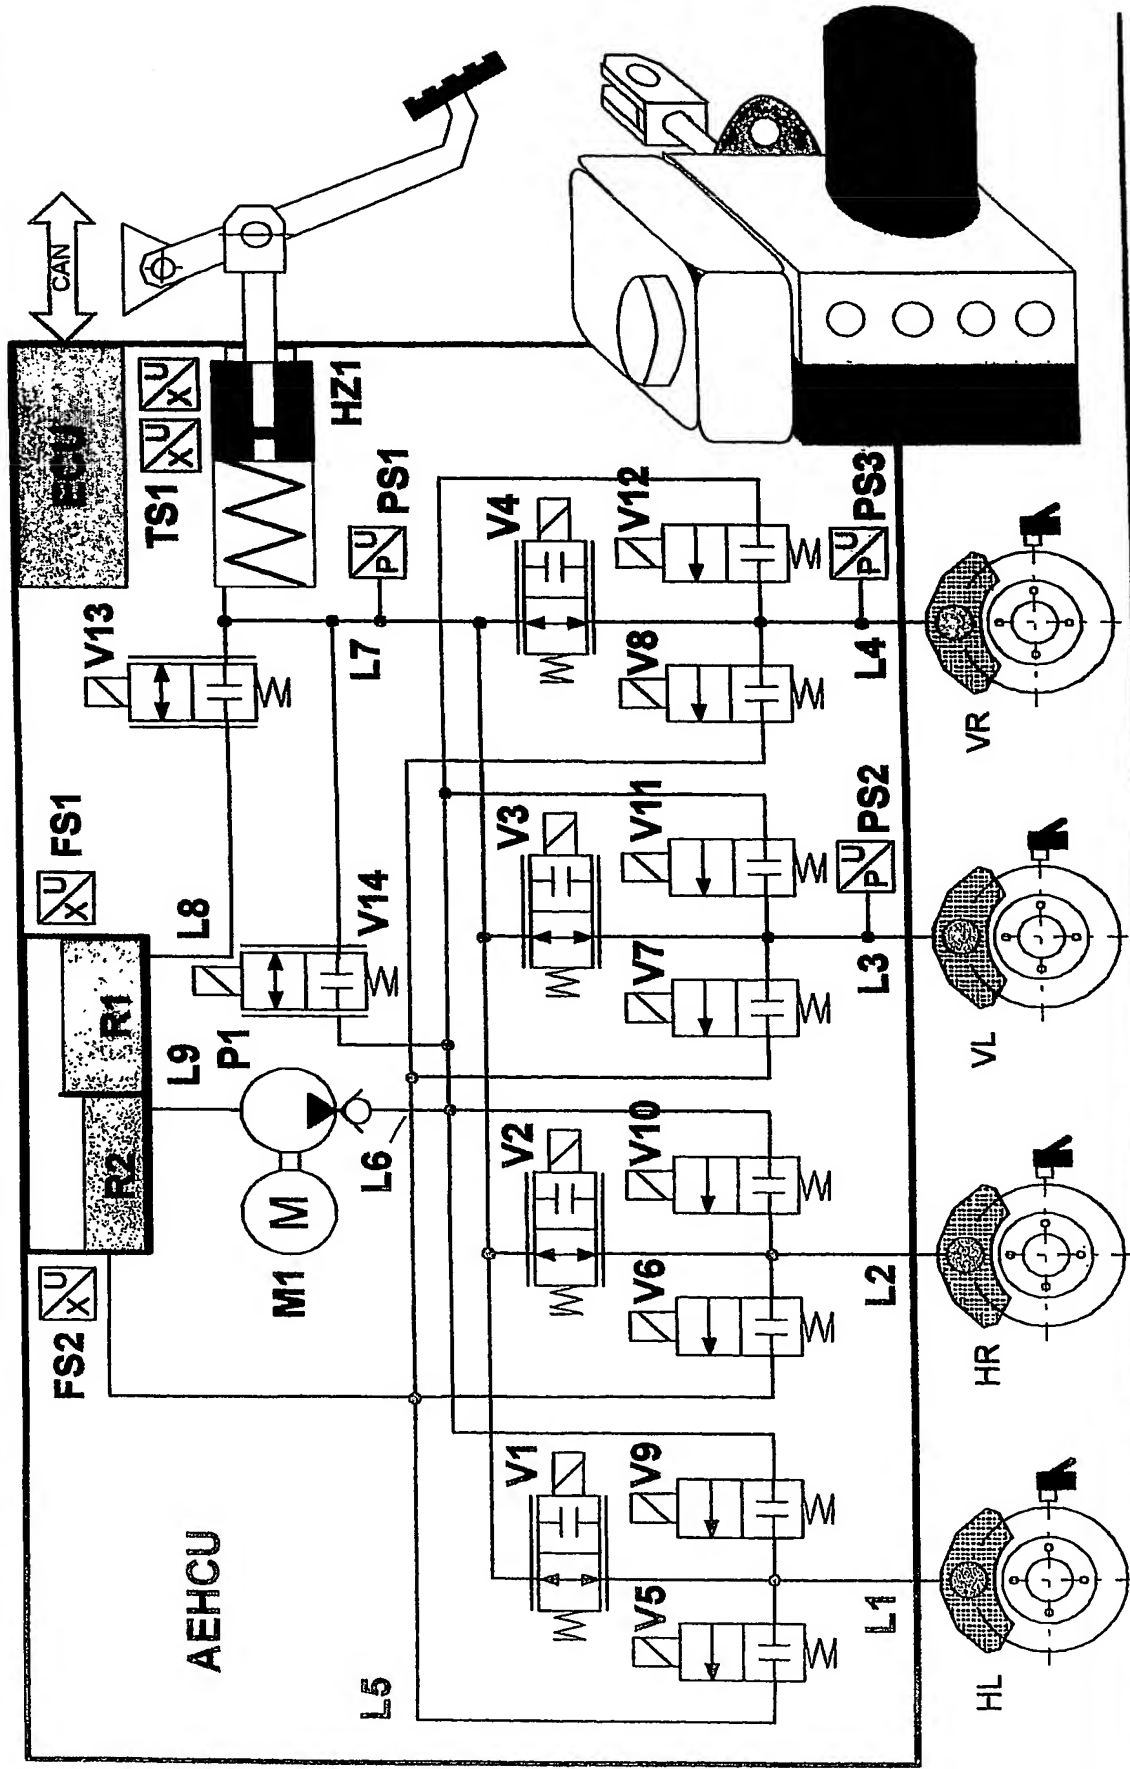 CAN
ECU
TS1
U
X
U
X
HZ1
V13
FS1
U
X
L8
R1
R2
L9
P1
V14
L7
PS1
U
P
FS2
U
X
M
M1
L6
V4
V12
V8
PS3
U
P
L4
VR
V3
V11
V7
PS2
U
P
L3
VL
V2
V10
V6
L2
HR
V1
V9
V5
L1
HL
L5
AEHCU